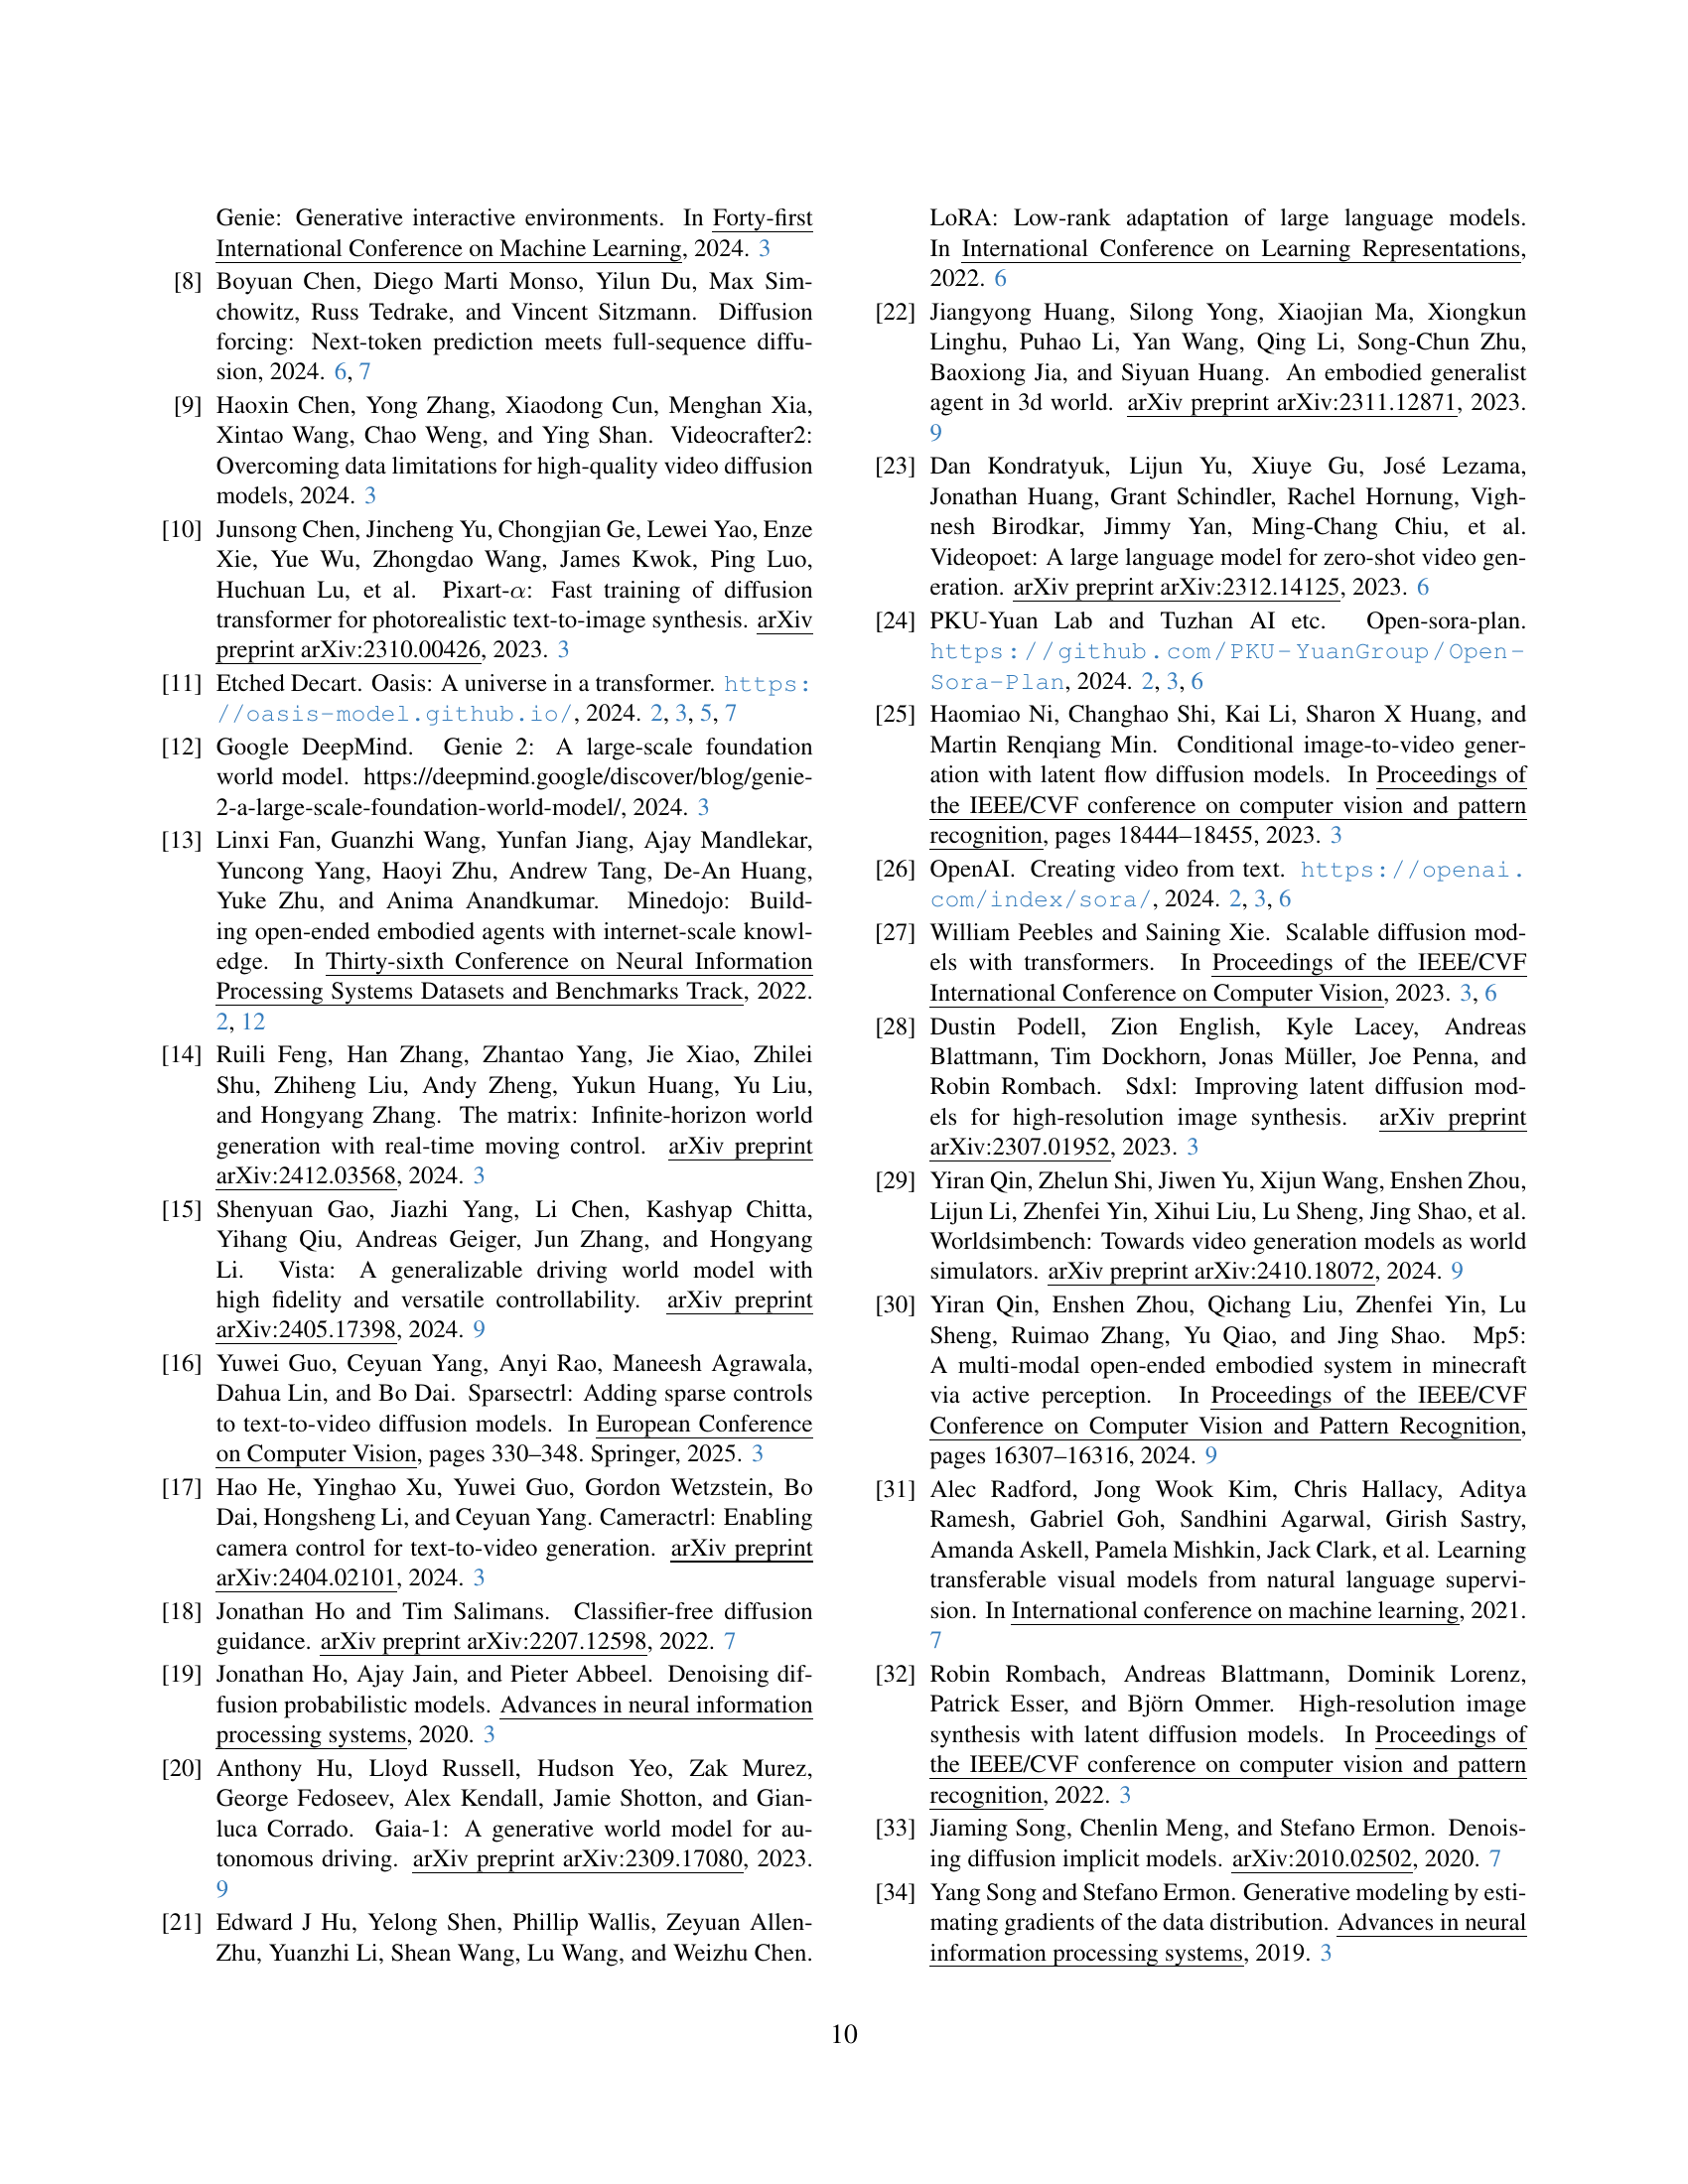 Genie: Generative interactive environments. In Forty-first
International Conference on Machine Learning, 2024. 3
[8] Boyuan Chen, Diego Marti Monso, Yilun Du, Max Sim-
chowitz, Russ Tedrake, and Vincent Sitzmann. Diffusion
forcing: Next-token prediction meets full-sequence diffu-
sion, 2024. 6, 7
[9] Haoxin Chen, Yong Zhang, Xiaodong Cun, Menghan Xia,
Xintao Wang, Chao Weng, and Ying Shan. Videocrafter2:
Overcoming data limitations for high-quality video diffusion
models, 2024. 3
[10] Junsong Chen, Jincheng Yu, Chongjian Ge, Lewei Yao, Enze
Xie, Yue Wu, Zhongdao Wang, James Kwok, Ping Luo,
Huchuan Lu, et al. Pixart-α: Fast training of diffusion
transformer for photorealistic text-to-image synthesis. arXiv
preprint arXiv:2310.00426, 2023. 3
[11] Etched Decart. Oasis: A universe in a transformer. https:
//oasis-model.github.io/, 2024. 2, 3, 5, 7
[12] Google DeepMind. Genie 2: A large-scale foundation
world model. https://deepmind.google/discover/blog/genie-
2-a-large-scale-foundation-world-model/, 2024. 3
[13] Linxi Fan, Guanzhi Wang, Yunfan Jiang, Ajay Mandlekar,
Yuncong Yang, Haoyi Zhu, Andrew Tang, De-An Huang,
Yuke Zhu, and Anima Anandkumar. Minedojo: Build-
ing open-ended embodied agents with internet-scale knowl-
edge. In Thirty-sixth Conference on Neural Information
Processing Systems Datasets and Benchmarks Track, 2022.
2, 12
[14] Ruili Feng, Han Zhang, Zhantao Yang, Jie Xiao, Zhilei
Shu, Zhiheng Liu, Andy Zheng, Yukun Huang, Yu Liu,
and Hongyang Zhang. The matrix: Infinite-horizon world
generation with real-time moving control. arXiv preprint
arXiv:2412.03568, 2024. 3
[15] Shenyuan Gao, Jiazhi Yang, Li Chen, Kashyap Chitta,
Yihang Qiu, Andreas Geiger, Jun Zhang, and Hongyang
Li. Vista: A generalizable driving world model with
high fidelity and versatile controllability. arXiv preprint
arXiv:2405.17398, 2024. 9
[16] Yuwei Guo, Ceyuan Yang, Anyi Rao, Maneesh Agrawala,
Dahua Lin, and Bo Dai. Sparsectrl: Adding sparse controls
to text-to-video diffusion models. In European Conference
on Computer Vision, pages 330–348. Springer, 2025. 3
[17] Hao He, Yinghao Xu, Yuwei Guo, Gordon Wetzstein, Bo
Dai, Hongsheng Li, and Ceyuan Yang. Cameractrl: Enabling
camera control for text-to-video generation. arXiv preprint
arXiv:2404.02101, 2024. 3
[18] Jonathan Ho and Tim Salimans. Classifier-free diffusion
guidance. arXiv preprint arXiv:2207.12598, 2022. 7
[19] Jonathan Ho, Ajay Jain, and Pieter Abbeel. Denoising dif-
fusion probabilistic models. Advances in neural information
processing systems, 2020. 3
[20] Anthony Hu, Lloyd Russell, Hudson Yeo, Zak Murez,
George Fedoseev, Alex Kendall, Jamie Shotton, and Gian-
luca Corrado. Gaia-1: A generative world model for au-
tonomous driving. arXiv preprint arXiv:2309.17080, 2023.
9
[21] Edward J Hu, Yelong Shen, Phillip Wallis, Zeyuan Allen-
Zhu, Yuanzhi Li, Shean Wang, Lu Wang, and Weizhu Chen.
LoRA: Low-rank adaptation of large language models.
In International Conference on Learning Representations,
2022. 6
[22] Jiangyong Huang, Silong Yong, Xiaojian Ma, Xiongkun
Linghu, Puhao Li, Yan Wang, Qing Li, Song-Chun Zhu,
Baoxiong Jia, and Siyuan Huang. An embodied generalist
agent in 3d world. arXiv preprint arXiv:2311.12871, 2023.
9
[23] Dan Kondratyuk, Lijun Yu, Xiuye Gu, José Lezama,
Jonathan Huang, Grant Schindler, Rachel Hornung, Vigh-
nesh Birodkar, Jimmy Yan, Ming-Chang Chiu, et al.
Videopoet: A large language model for zero-shot video gen-
eration. arXiv preprint arXiv:2312.14125, 2023. 6
[24] PKU-Yuan Lab and Tuzhan AI etc. Open-sora-plan.
https://github.com/PKU-YuanGroup/Open-
Sora-Plan, 2024. 2, 3, 6
[25] Haomiao Ni, Changhao Shi, Kai Li, Sharon X Huang, and
Martin Renqiang Min. Conditional image-to-video gener-
ation with latent flow diffusion models. In Proceedings of
the IEEE/CVF conference on computer vision and pattern
recognition, pages 18444–18455, 2023. 3
[26] OpenAI. Creating video from text. https://openai.
com/index/sora/, 2024. 2, 3, 6
[27] William Peebles and Saining Xie. Scalable diffusion mod-
els with transformers. In Proceedings of the IEEE/CVF
International Conference on Computer Vision, 2023. 3, 6
[28] Dustin Podell, Zion English, Kyle Lacey, Andreas
Blattmann, Tim Dockhorn, Jonas Müller, Joe Penna, and
Robin Rombach. Sdxl: Improving latent diffusion mod-
els for high-resolution image synthesis. arXiv preprint
arXiv:2307.01952, 2023. 3
[29] Yiran Qin, Zhelun Shi, Jiwen Yu, Xijun Wang, Enshen Zhou,
Lijun Li, Zhenfei Yin, Xihui Liu, Lu Sheng, Jing Shao, et al.
Worldsimbench: Towards video generation models as world
simulators. arXiv preprint arXiv:2410.18072, 2024. 9
[30] Yiran Qin, Enshen Zhou, Qichang Liu, Zhenfei Yin, Lu
Sheng, Ruimao Zhang, Yu Qiao, and Jing Shao. Mp5:
A multi-modal open-ended embodied system in minecraft
via active perception. In Proceedings of the IEEE/CVF
Conference on Computer Vision and Pattern Recognition,
pages 16307–16316, 2024. 9
[31] Alec Radford, Jong Wook Kim, Chris Hallacy, Aditya
Ramesh, Gabriel Goh, Sandhini Agarwal, Girish Sastry,
Amanda Askell, Pamela Mishkin, Jack Clark, et al. Learning
transferable visual models from natural language supervi-
sion. In International conference on machine learning, 2021.
7
[32] Robin Rombach, Andreas Blattmann, Dominik Lorenz,
Patrick Esser, and Björn Ommer. High-resolution image
synthesis with latent diffusion models. In Proceedings of
the IEEE/CVF conference on computer vision and pattern
recognition, 2022. 3
[33] Jiaming Song, Chenlin Meng, and Stefano Ermon. Denois-
ing diffusion implicit models. arXiv:2010.02502, 2020. 7
[34] Yang Song and Stefano Ermon. Generative modeling by esti-
mating gradients of the data distribution. Advances in neural
information processing systems, 2019. 3
10